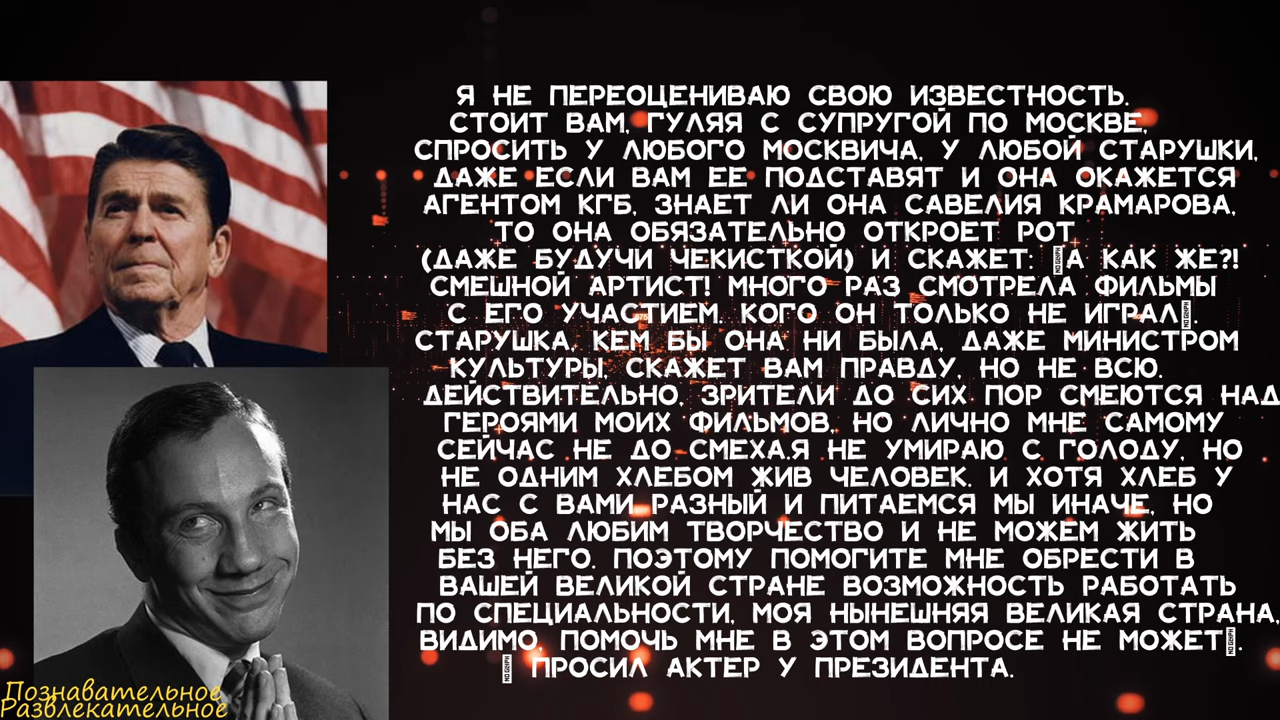 Я НЕ ПЕРЕОЦЕНИВАЮ СВОЮ ИЗВЕСТНОСТЬ.
СТОИТ ВАМ, ГУЛЯЯ С СУПРУГОЙ ПО МОСКВЕ,
СПРОСИТЬ У ЛЮБОГО МОСКВИЧА, У ЛЮБОЙ СТАРУШКИ,
ДАЖЕ ЕСЛИ ВАМ ЕЕ ПОДСТАВЯТ И ОНА ОКАЖЕТСЯ
АГЕНТОМ КГБ, ЗНАЕТ ЛИ ОНА САВЕЛИЯ КРАМАРОВА,
ТО ОНА ОБЯЗАТЕЛЬНО ОТКРОЕТ РОТ
(ДАЖЕ БУДУЧИ ЧЕКИСТКОЙ) И СКАЖЕТ: А КАК ЖЕ?!
СМЕШНОЙ АРТИСТ! МНОГО РАЗ СМОТРЕЛА ФИЛЬМЫ
С ЕГО УЧАСТИЕМ. КОГО ОН ТОЛЬКО НЕ ИГРАЛ.
СТАРУШКА, КЕМ БЫ ОНА НИ БЫЛА, ДАЖЕ МИНИСТРОМ
КУЛЬТУРЫ, СКАЖЕТ ВАМ ПРАВДУ, НО НЕ ВСЮ.
ДЕЙСТВИТЕЛЬНО, ЗРИТЕЛИ ДО СИХ ПОР СМЕЮТСЯ НАД
ГЕРОЯМИ МОИХ ФИЛЬМОВ, НО ЛИЧНО МНЕ САМОМУ
СЕЙЧАС НЕ ДО СМЕХА.Я НЕ УМИРАЮ С ГОЛОДУ, НО
НЕ ОДНИМ ХЛЕБОМ ЖИВ ЧЕЛОВЕК. И ХОТЯ ХЛЕБ У
НАС С ВАМИ РАЗНЫЙ И ПИТАЕМСЯ МЫ ИНАЧЕ, НО
МЫ ОБА ЛЮБИМ ТВОРЧЕСТВО И НЕ МОЖЕМ ЖИТЬ
БЕЗ НЕГО. ПОЭТОМУ ПОМОГИТЕ МНЕ ОБРЕСТИ В
ВАШЕЙ ВЕЛИКОЙ СТРАНЕ ВОЗМОЖНОСТЬ РАБОТАТЬ
ПО СПЕЦИАЛЬНОСТИ, МОЯ НЫНЕШНЯЯ ВЕЛИКАЯ СТРАНА,
ВИДИМО, ПОМОЧЬ МНЕ В ЭТОМ ВОПРОСЕ НЕ МОЖЕТ.
ПРОСИЛ АКТЕР У ПРЕЗИДЕНТА.
Познавательное
Развлекательное